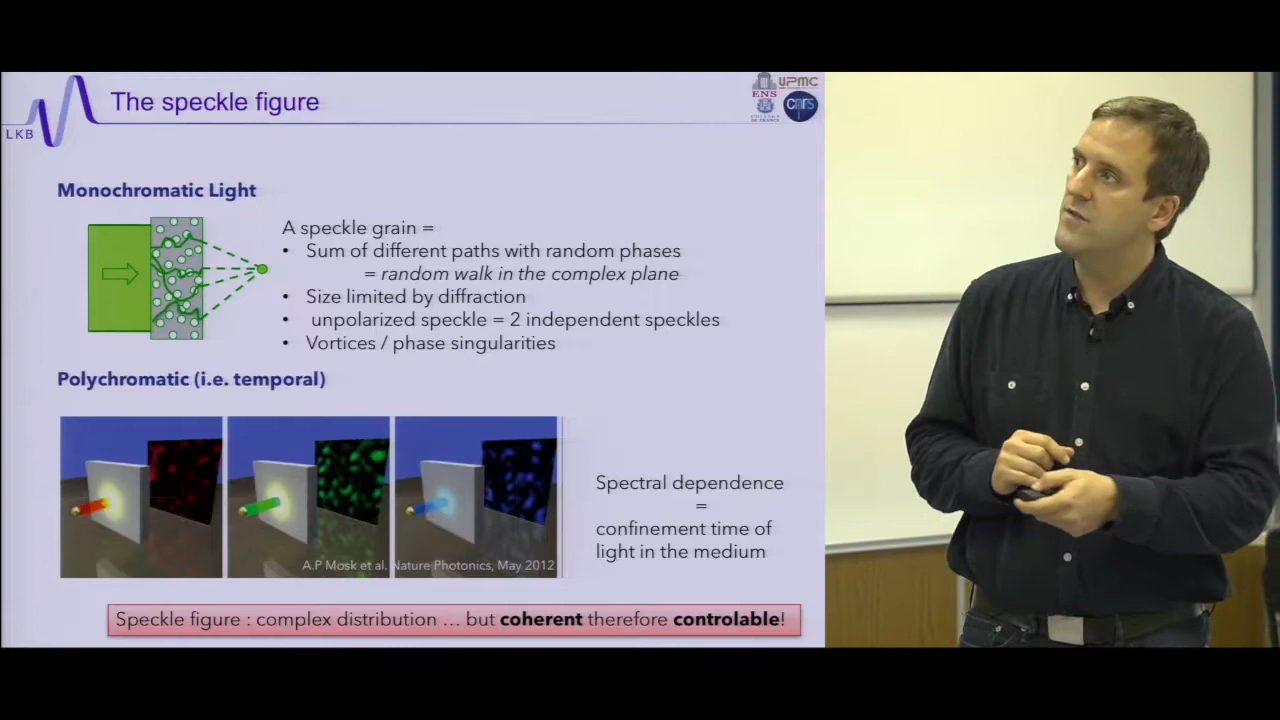 The speckle figure
LKB
ENS
UPMC
cnrs
Monochromatic Light
A speckle grain =
• Sum of different paths with random phases
= random walk in the complex plane
• Size limited by diffraction
• unpolarized speckle = 2 independent speckles
• Vortices / phase singularities
Polychromatic (i.e. temporal)
A.P Mosk et al. Nature Photonics, May 2012
Spectral dependence
=
confinement time of
light in the medium
Speckle figure : complex distribution ... but coherent therefore controlable!